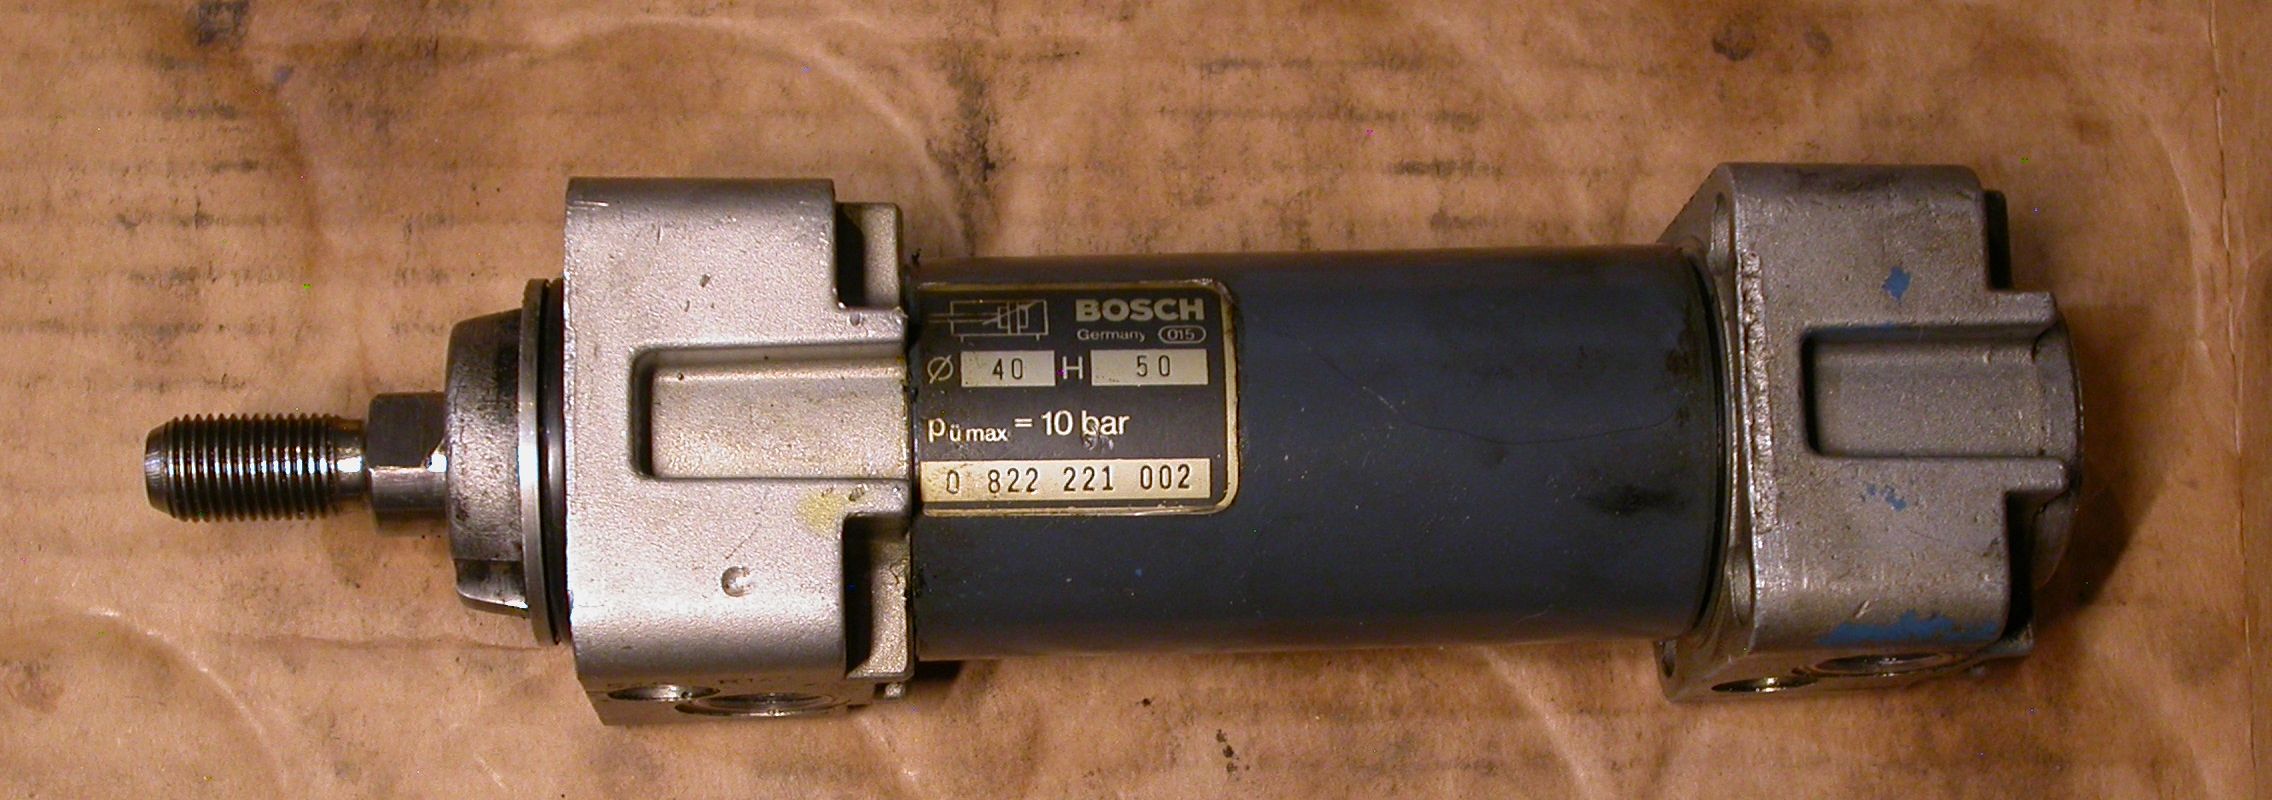 BOSCH
Germany 015
Ø 40 H 50
pü max = 10 bar
0 822 221 002